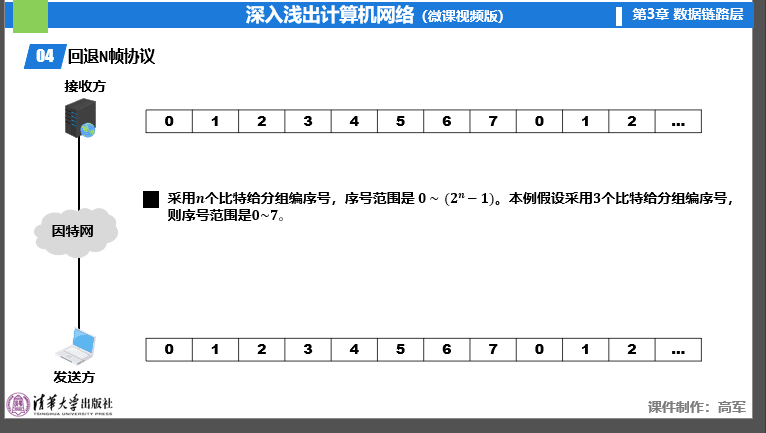 深入浅出计算机网络（微课视频版）
第3章 数据链路层
04 回退N帧协议
接收方
0 1 2 3 4 5 6 7 0 1 2 …
采用n个比特给分组编序号，序号范围是 0 ~ (2ⁿ − 1)。本例假设采用3个比特给分组编序号，
则序号范围是0~7。
因特网
0 1 2 3 4 5 6 7 0 1 2 …
发送方
清华大学出版社
TSINGHUA UNIVERSITY PRESS
课件制作：高军